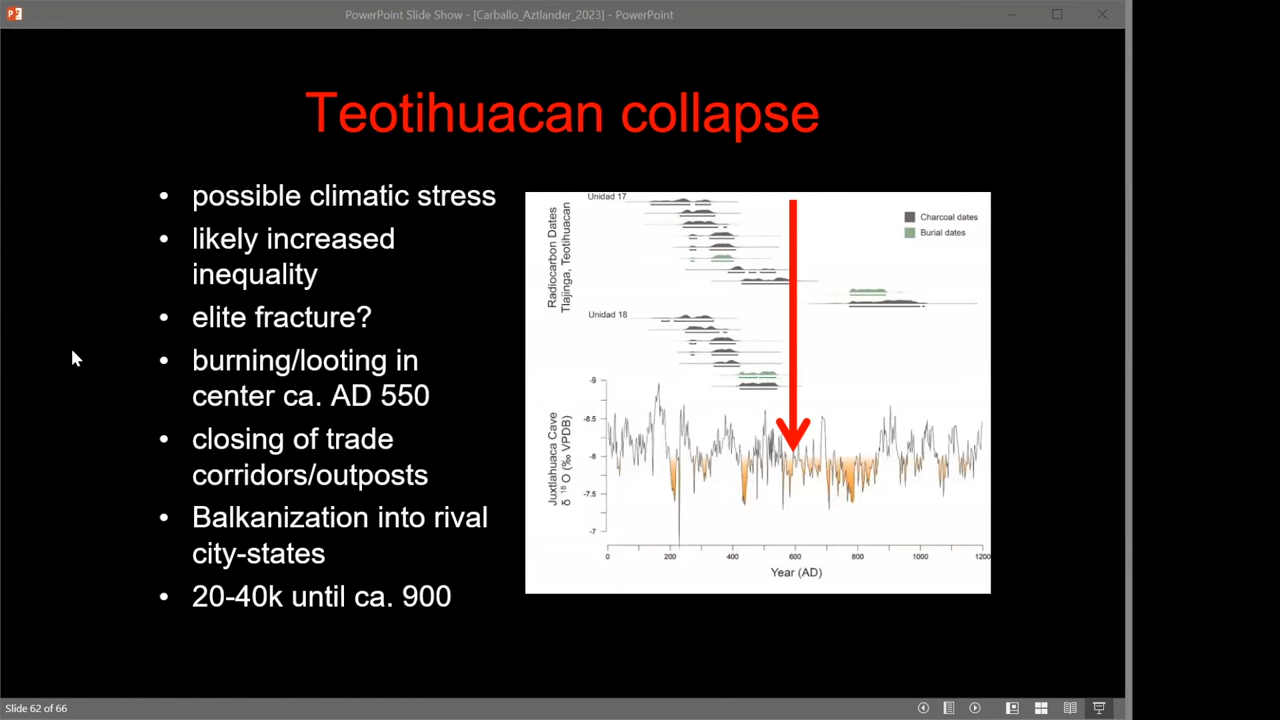 PowerPoint Slide Show - [Carballo_Aztlander_2023] - PowerPoint
Teotihuacan collapse
• possible climatic stress
• likely increased
inequality
• elite fracture?
• burning/looting in
center ca. AD 550
• closing of trade
corridors/outposts
• Balkanization into rival
city-states
• 20-40k until ca. 900
Unidad 17
Radiocarbon Dates
Tlajinga, Teotihuacan
Charcoal dates
Burial dates
Unidad 18
-9
-8.5
-8
-7.5
-7
Juxtlahuaca Cave
δ 18 O (‰ VPDB)
0 200 400 600 800 1000 1200
Year (AD)
Slide 62 of 66